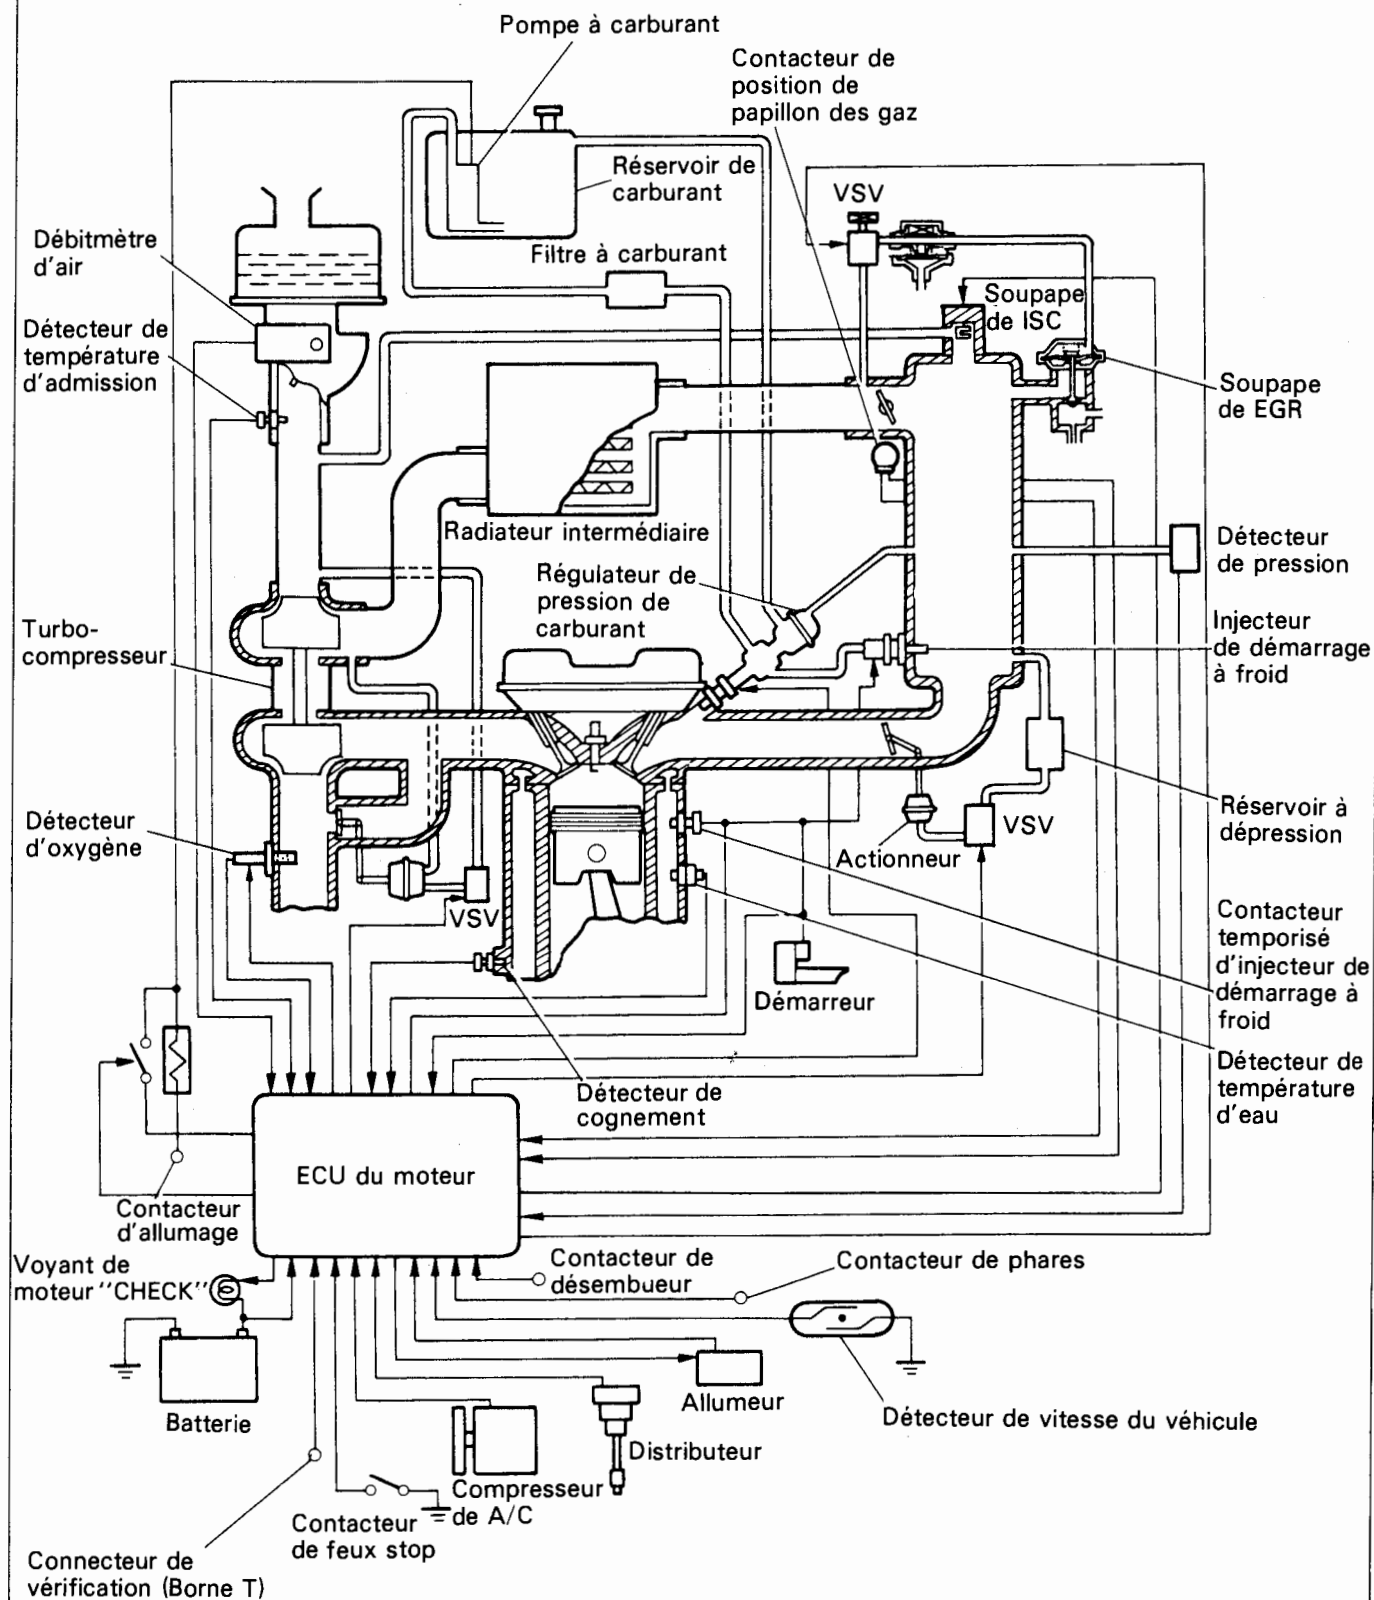 Pompe à carburant
Contacteur de
position de
papillon des gaz
Réservoir de
carburant
VSV
Débitmètre
d'air
Filtre à carburant
Soupape
de ISC
Détecteur de
température
d'admission
Soupape
de EGR
Radiateur intermédiaire
Détecteur
de pression
Régulateur de
pression de
carburant
Turbo-
compresseur
Injecteur
de démarrage
à froid
Détecteur
d'oxygène
VSV
Actionneur
VSV
Réservoir à
dépression
Contacteur
temporisé
d'injecteur de
démarrage à
froid
Démarreur
Détecteur de
température
d'eau
Détecteur de
cognement
ECU du moteur
Contacteur
d'allumage
Voyant de
moteur "CHECK"
Contacteur de
désembueur
Contacteur de phares
Batterie
Allumeur
Détecteur de vitesse du véhicule
Distributeur
Compresseur
de A/C
Contacteur
de feux stop
Connecteur de
vérification (Borne T)